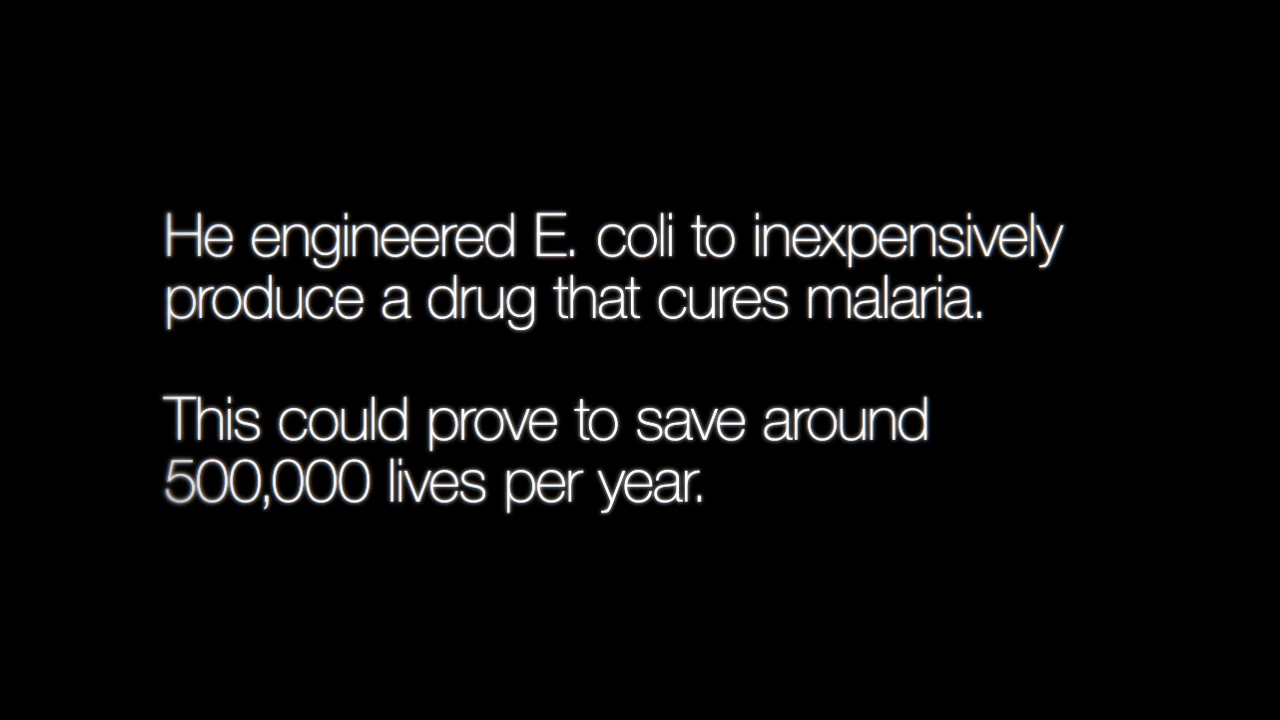 He engineered E. coli to inexpensively
produce a drug that cures malaria.
This could prove to save around
500,000 lives per year.